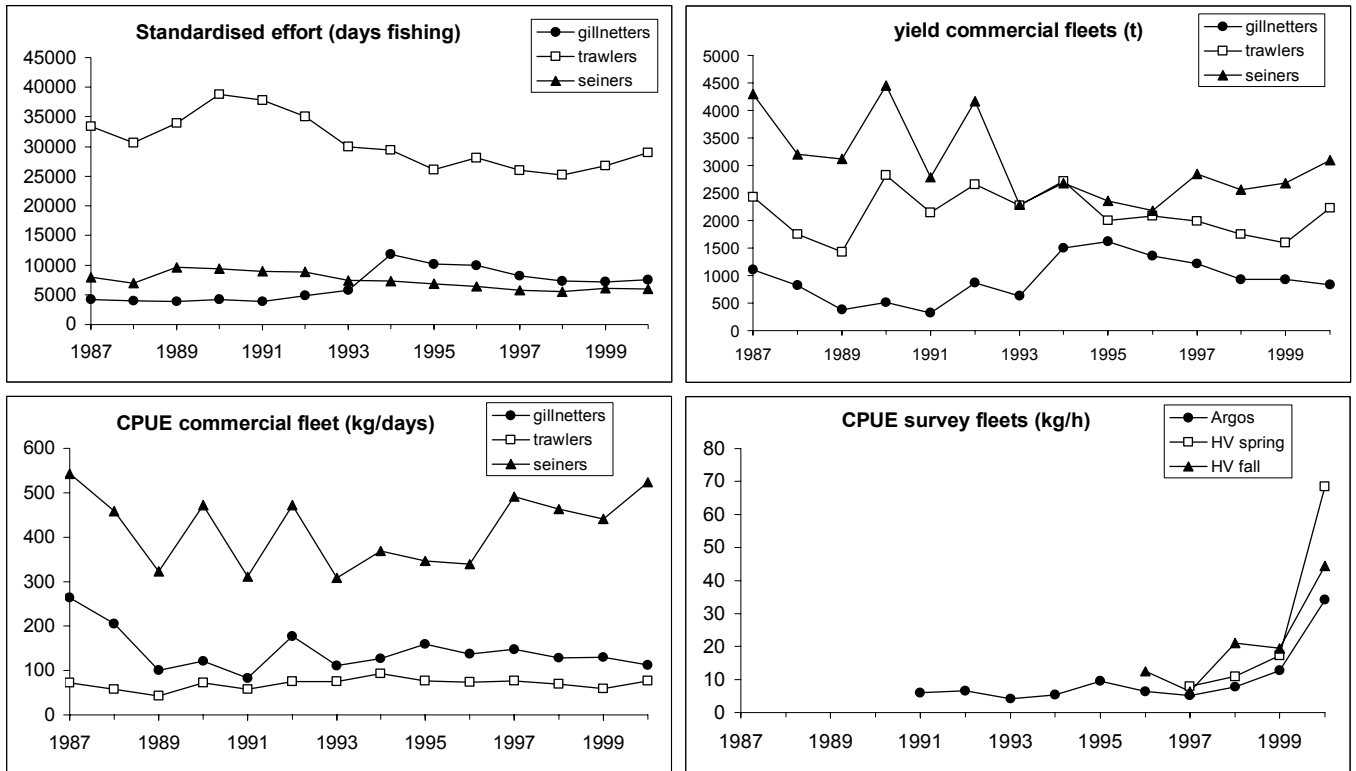 Standardised effort (days fishing)
gillnetters
trawlers
seiners
45000
40000
35000
30000
25000
20000
15000
10000
5000
0
1987 1989 1991 1993 1995 1997 1999
yield commercial fleets (t)
gillnetters
trawlers
seiners
5000
4500
4000
3500
3000
2500
2000
1500
1000
500
0
1987 1989 1991 1993 1995 1997 1999
CPUE commercial fleet (kg/days)
gillnetters
trawlers
seiners
600
500
400
300
200
100
0
1987 1989 1991 1993 1995 1997 1999
CPUE survey fleets (kg/h)
Argos
HV spring
HV fall
80
70
60
50
40
30
20
10
0
1987 1989 1991 1993 1995 1997 1999